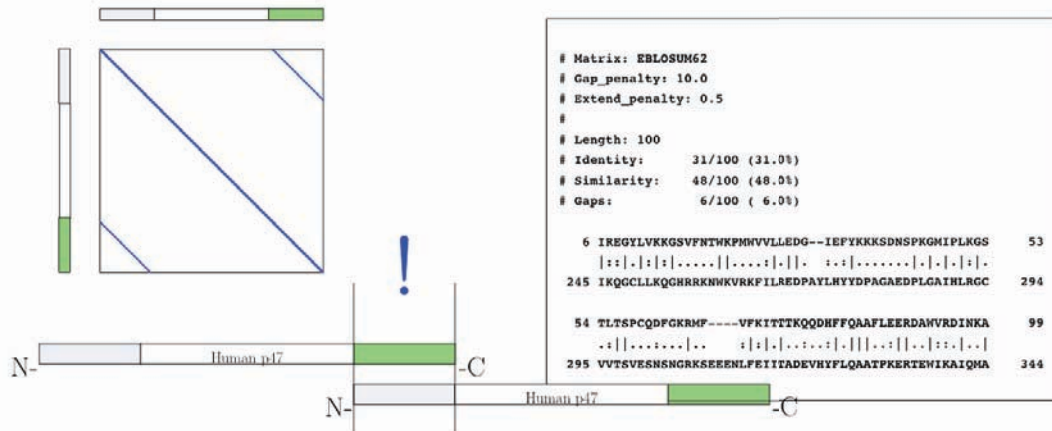 # Matrix: EBLOSUM62
# Gap_penalty: 10.0
# Extend_penalty: 0.5
#
# Length: 100
# Identity: 31/100 (31.0%)
# Similarity: 48/100 (48.0%)
# Gaps: 6/100 ( 6.0%)
6 IREGYLVKKGSVFNTWKPMWVVLLEDG--IEFYKKKSDNSPKGMIPLKGS 53
|:.|.|:|:|.....||....:|.||. .:||:.......|.|.|.|:|.
245 IKQGCLLKQGHRRKNWKVRKFILREDPAYLHYYDPAGAEDPLGAIHLRGC 294
54 TLTSPCQDFGKRMF----VFKITTTKQQDHFFQAAFLEERDAWVRDINKA 99
.:||....:.|. :|:|.|....:|.||||..|||..:..:|.:|..|
295 VVTSVESNSNGRKSEEENLFEIITADEVHYFLQAATPKERTEWIKAIQMA 344
!
Human p47
N-
-C
Human p47
N-
-C